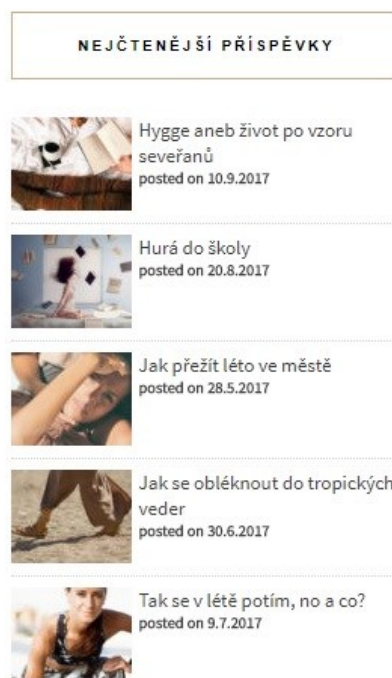 NEJČTENĚJŠÍ PŘÍSPĚVKY
Hygge aneb život po vzoru
severanů
posted on 10.9.2017
Hurá do školy
posted on 20.8.2017
Jak přežít léto ve městě
posted on 28.5.2017
Jak se obléknout do tropických
veder
posted on 30.6.2017
Tak se v létě potím, no a co?
posted on 9.7.2017